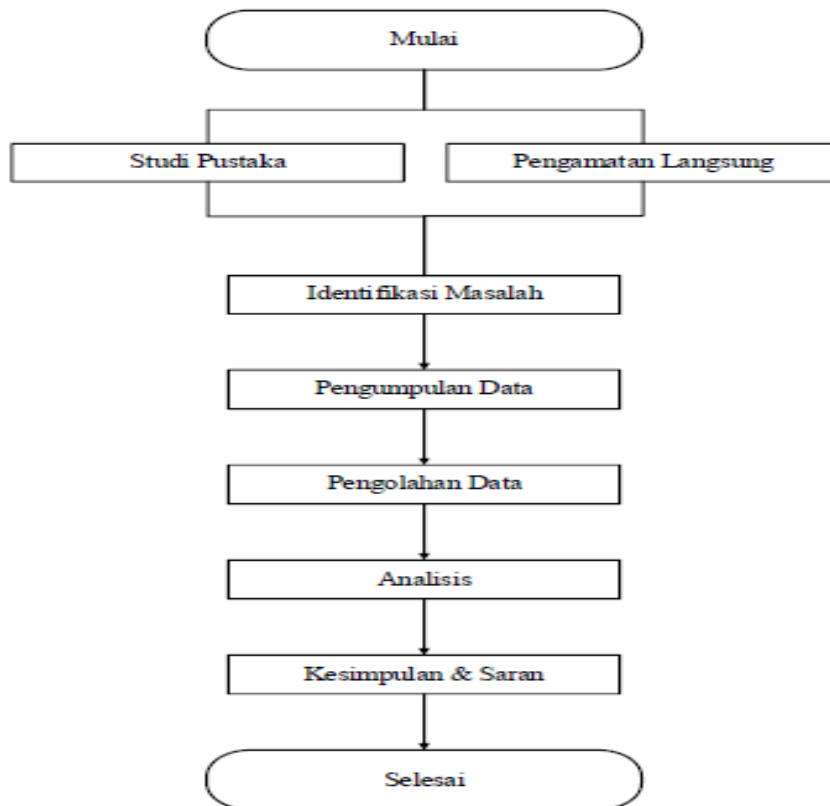 Mulai
Studi Pustaka
Pengamatan Langsung
Identifikasi Masalah
Pengumpulan Data
Pengolahan Data
Analisis
Kesimpulan & Saran
Selesai